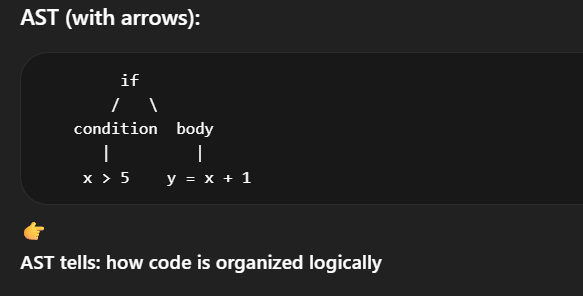 AST (with arrows):
if
/ \
condition body
| |
x > 5 y = x + 1
👉
AST tells: how code is organized logically